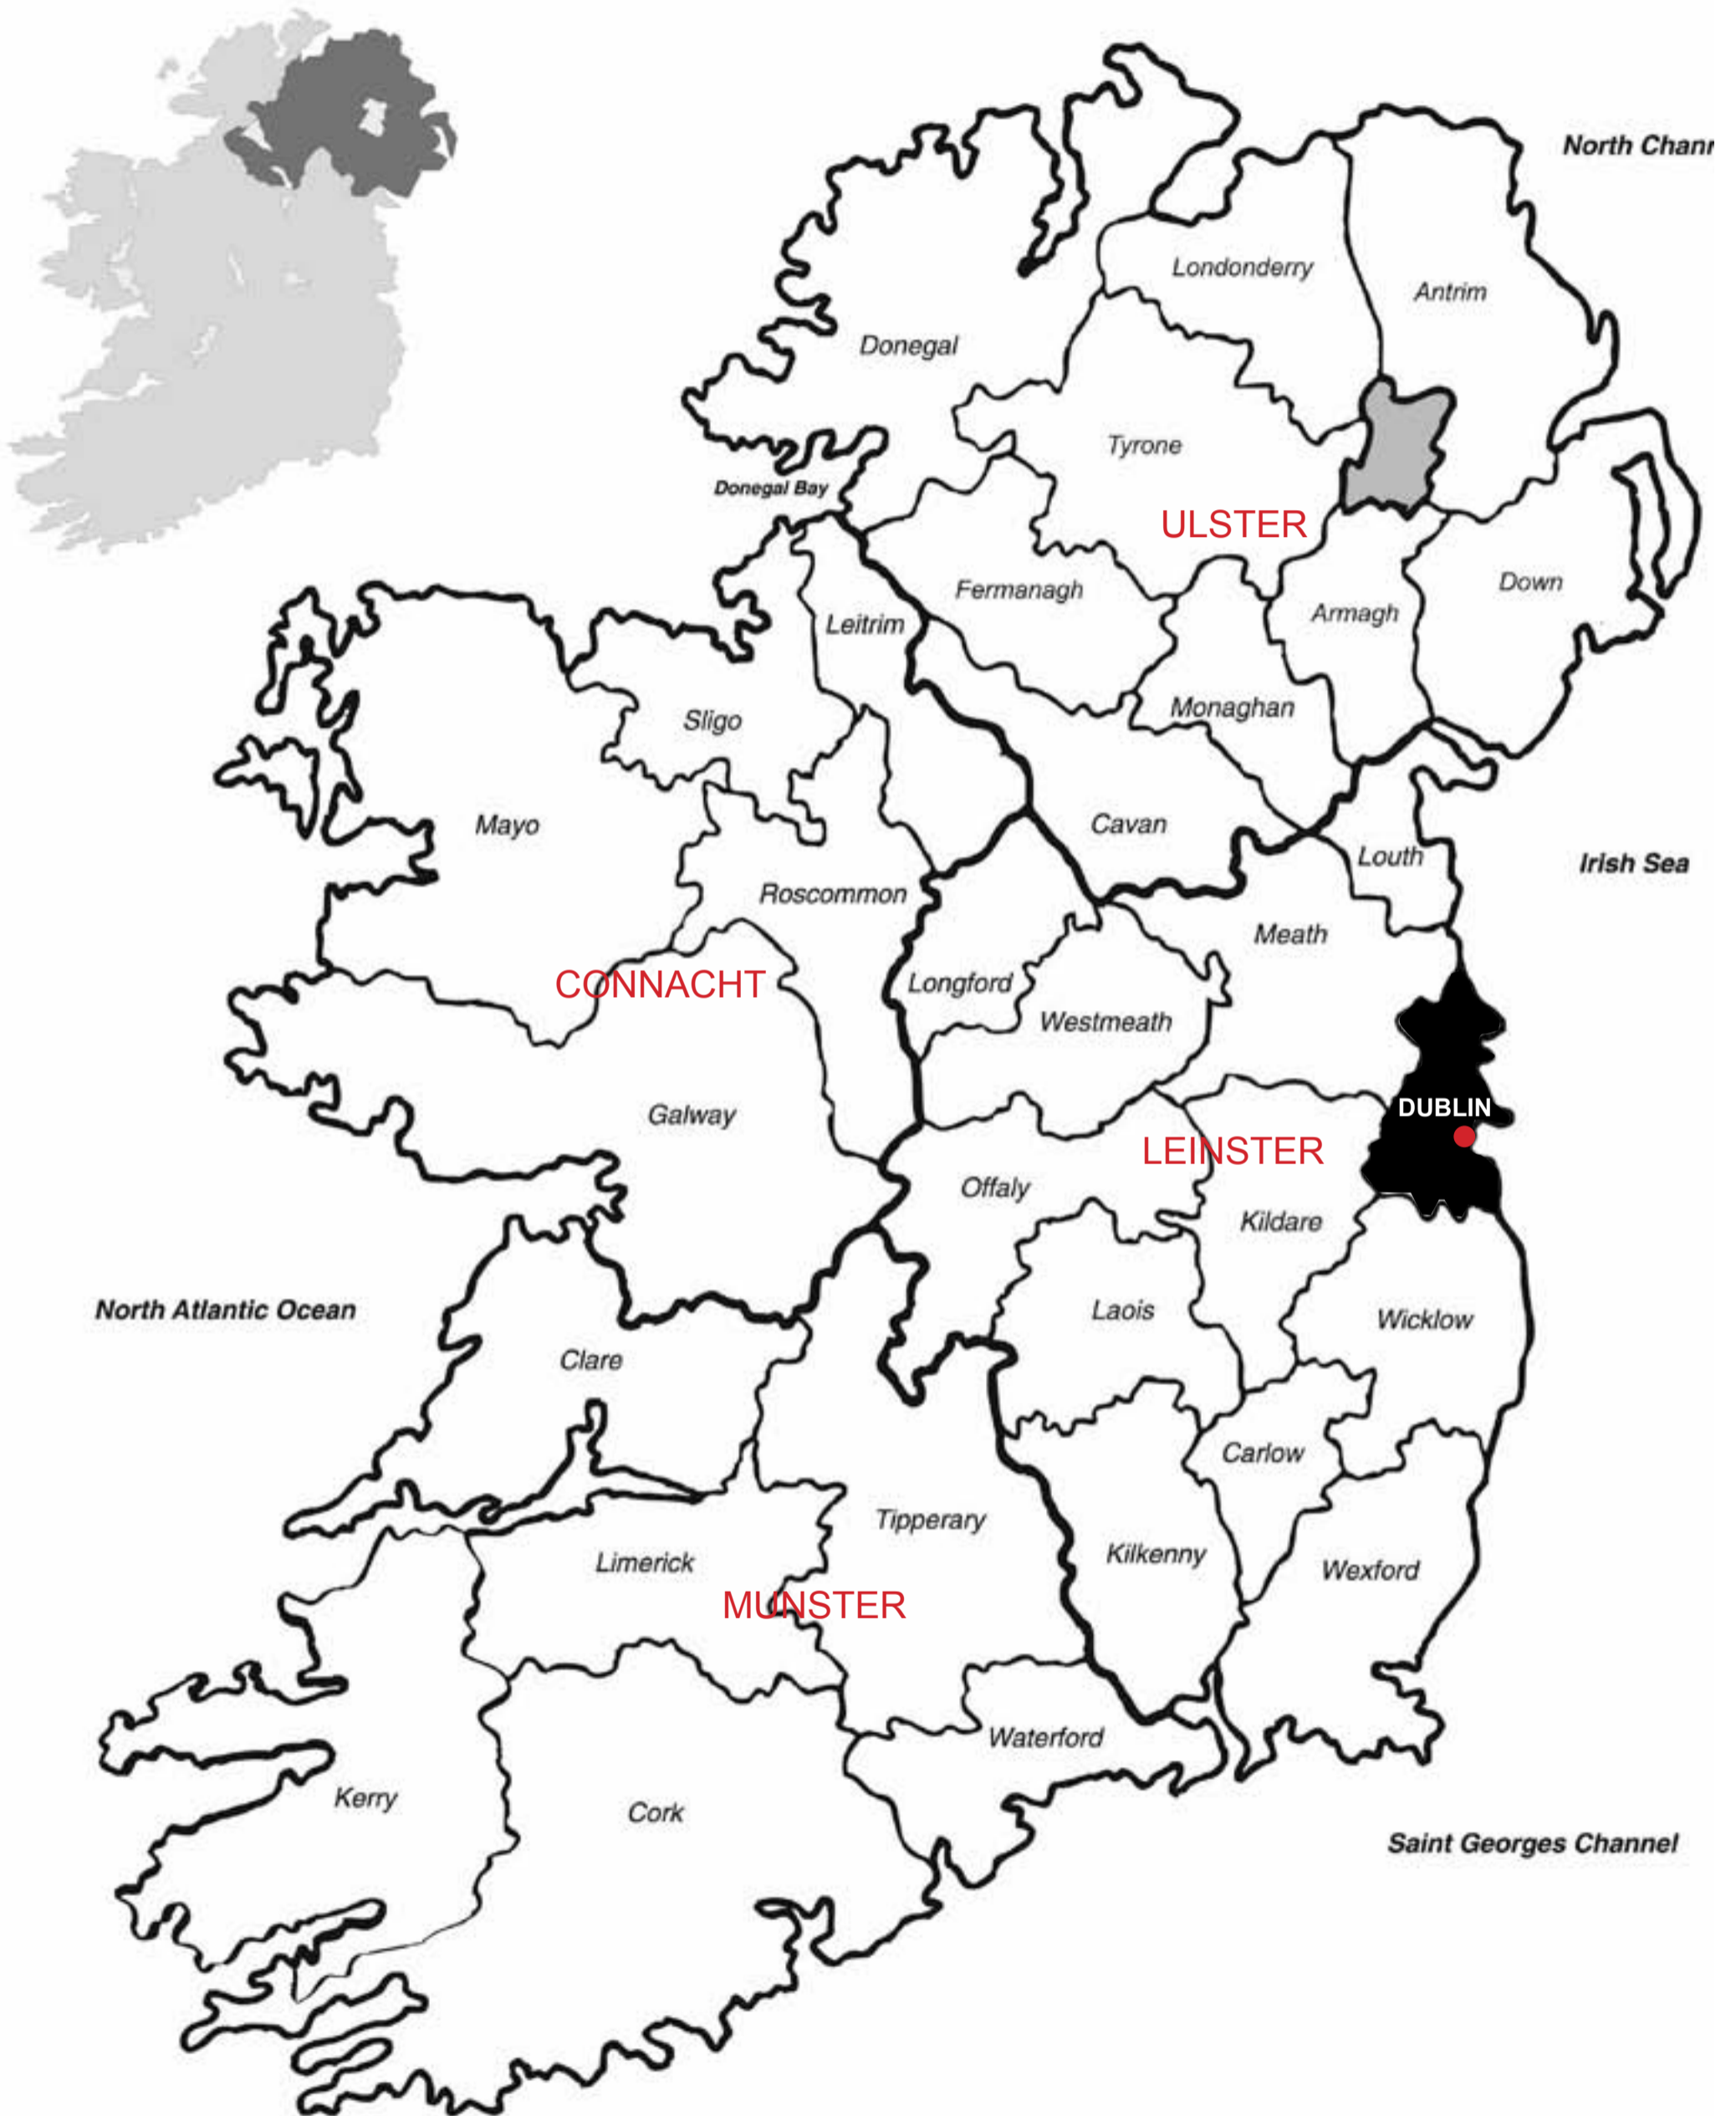 North Chanr
Londonderry
Antrim
Donegal
Tyrone
Donegal Bay
ULSTER
Fermanagh
Down
Armagh
Leitrim
Monaghan
Sligo
Mayo
Cavan
Louth
Irish Sea
Roscommon
Meath
CONNACHT
Longford
Westmeath
DUBLIN
Galway
LEINSTER
Offaly
Kildare
North Atlantic Ocean
Laois
Wicklow
Clare
Carlow
Tipperary
Kilkenny
Limerick
Wexford
MUNSTER
Waterford
Kerry
Cork
Saint Georges Channel